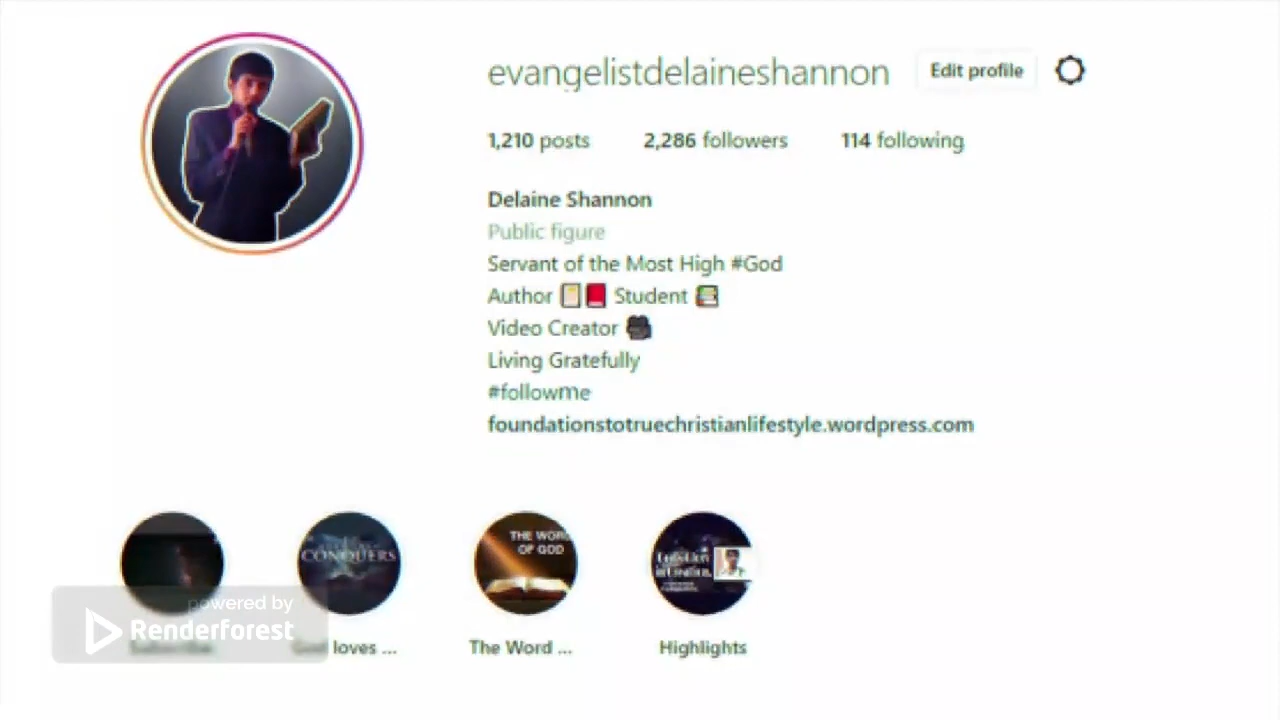 evangelistdelaineshannon Edit profile
1,210 posts 2,286 followers 114 following
Delaine Shannon
Public figure
Servant of the Most High #God
Author Student
Video Creator
Living Gratefully
#followme
foundationstotruechristianlifestyle.wordpress.com
CONQUERS
THE WORD
OF GOD
Evolution
powered by
Renderforest
God loves ...
The Word ...
Highlights